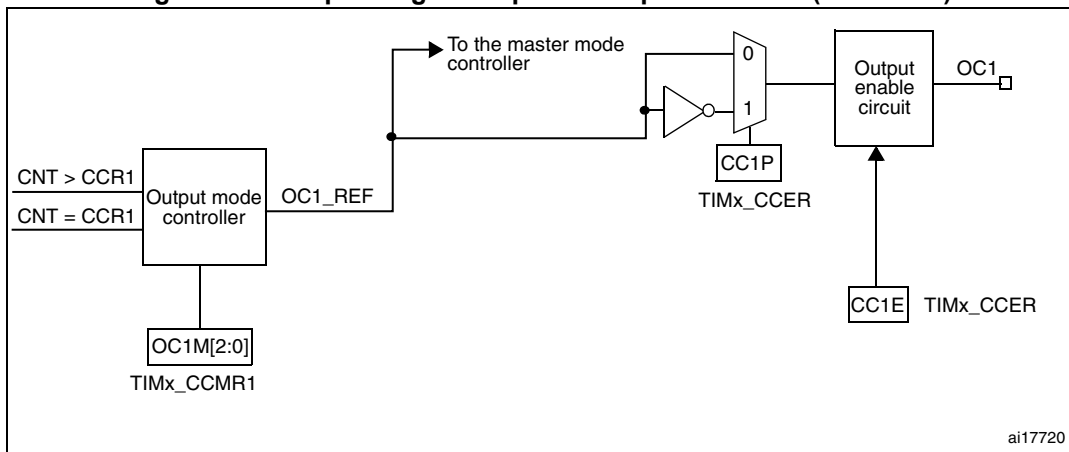 To the master mode
controller
0
1
Output
enable
circuit
OC1
CC1P
TIMx_CCER
CNT > CCR1
CNT = CCR1
Output mode
controller
OC1_REF
CC1E
TIMx_CCER
OC1M[2:0]
TIMx_CCMR1
ai17720